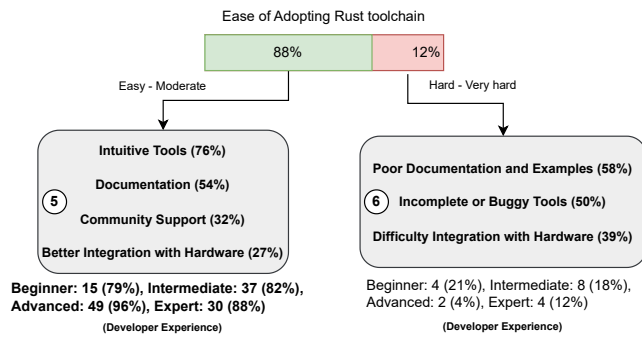 Ease of Adopting Rust toolchain
88%
12%
Easy - Moderate
Hard - Very hard
5
Intuitive Tools (76%)
Documentation (54%)
Community Support (32%)
Better Integration with Hardware (27%)
Beginner: 15 (79%), Intermediate: 37 (82%),
Advanced: 49 (96%), Expert: 30 (88%)
(Developer Experience)
6
Poor Documentation and Examples (58%)
Incomplete or Buggy Tools (50%)
Difficulty Integration with Hardware (39%)
Beginner: 4 (21%), Intermediate: 8 (18%),
Advanced: 2 (4%), Expert: 4 (12%)
(Developer Experience)